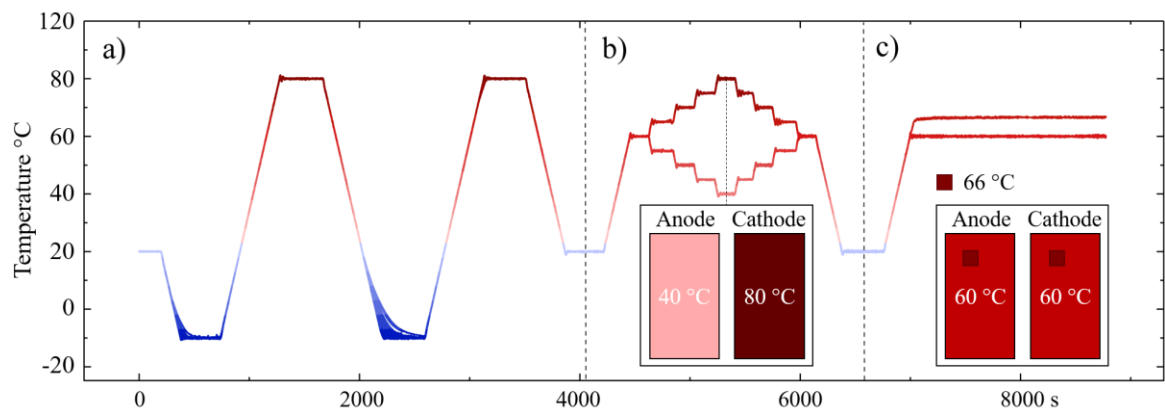 Temperature °C
120
100
80
60
40
20
0
-20
a)
b)
c)
66 °C
Anode Cathode
40 °C 80 °C
Anode Cathode
60 °C 60 °C
0 2000 4000 6000 8000 s